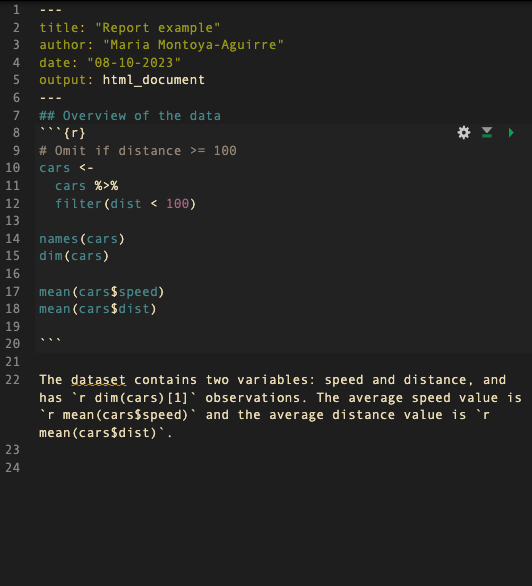 1 ---
2 title: "Report example"
3 author: "Maria Montoya-Aguirre"
4 date: "08-10-2023"
5 output: html_document
6 ---
7 ## Overview of the data
8 ```{r}
9 # Omit if distance >= 100
10 cars <-
11   cars %>%
12   filter(dist < 100)
13
14 names(cars)
15 dim(cars)
16
17 mean(cars$speed)
18 mean(cars$dist)
19
20 ```
21
22 The dataset contains two variables: speed and distance, and
has `r dim(cars)[1]` observations. The average speed value is
`r mean(cars$speed)` and the average distance value is `r
mean(cars$dist)`.
23
24